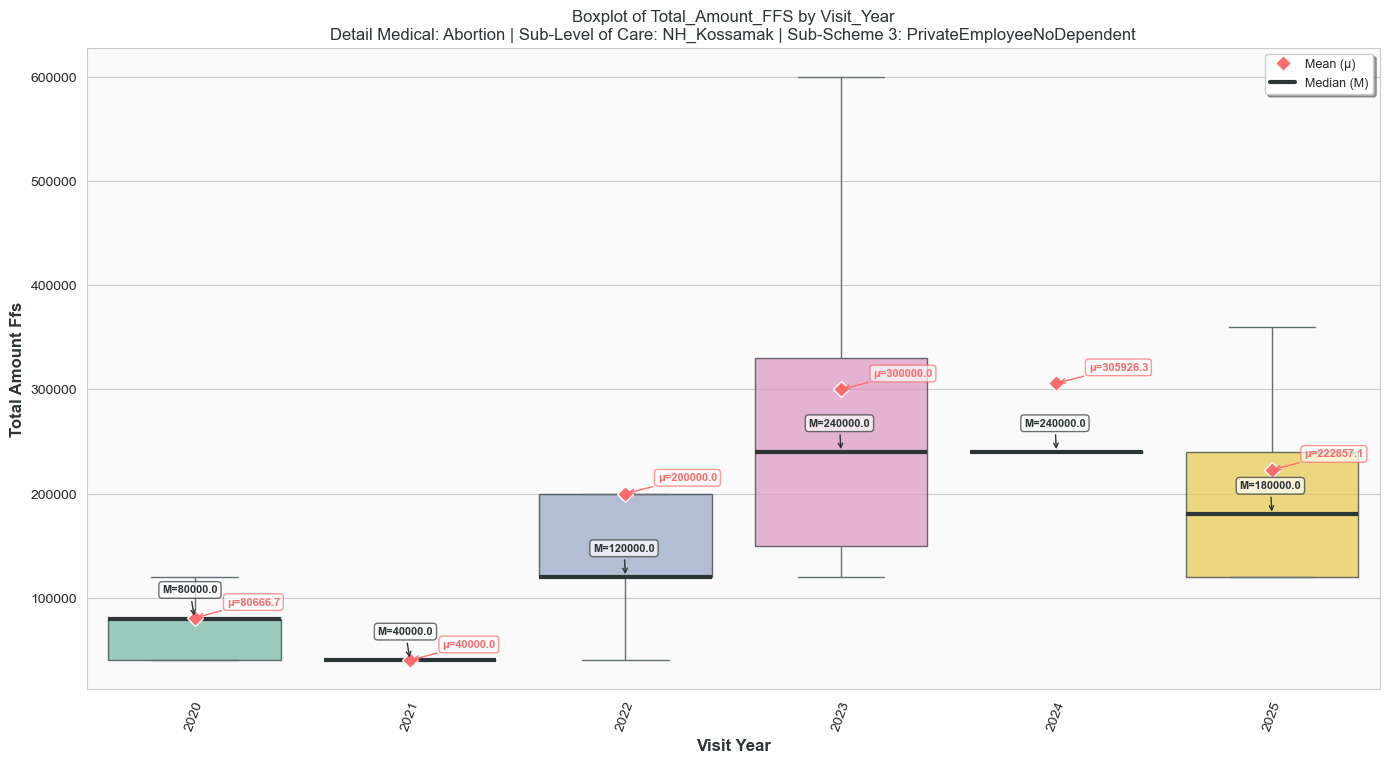 Boxplot of Total_Amount_FFS by Visit_Year
Detail Medical: Abortion | Sub-Level of Care: NH_Kossamak | Sub-Scheme 3: PrivateEmployeeNoDependent
Mean (μ)
Median (M)
Total Amount Ffs
600000
500000
400000
300000
200000
100000
M=80000.0
μ=80666.7
M=40000.0
μ=40000.0
μ=200000.0
M=120000.0
μ=300000.0
M=240000.0
μ=305926.3
M=240000.0
μ=222857.1
M=180000.0
2020
2021
2022
2023
2024
2025
Visit Year